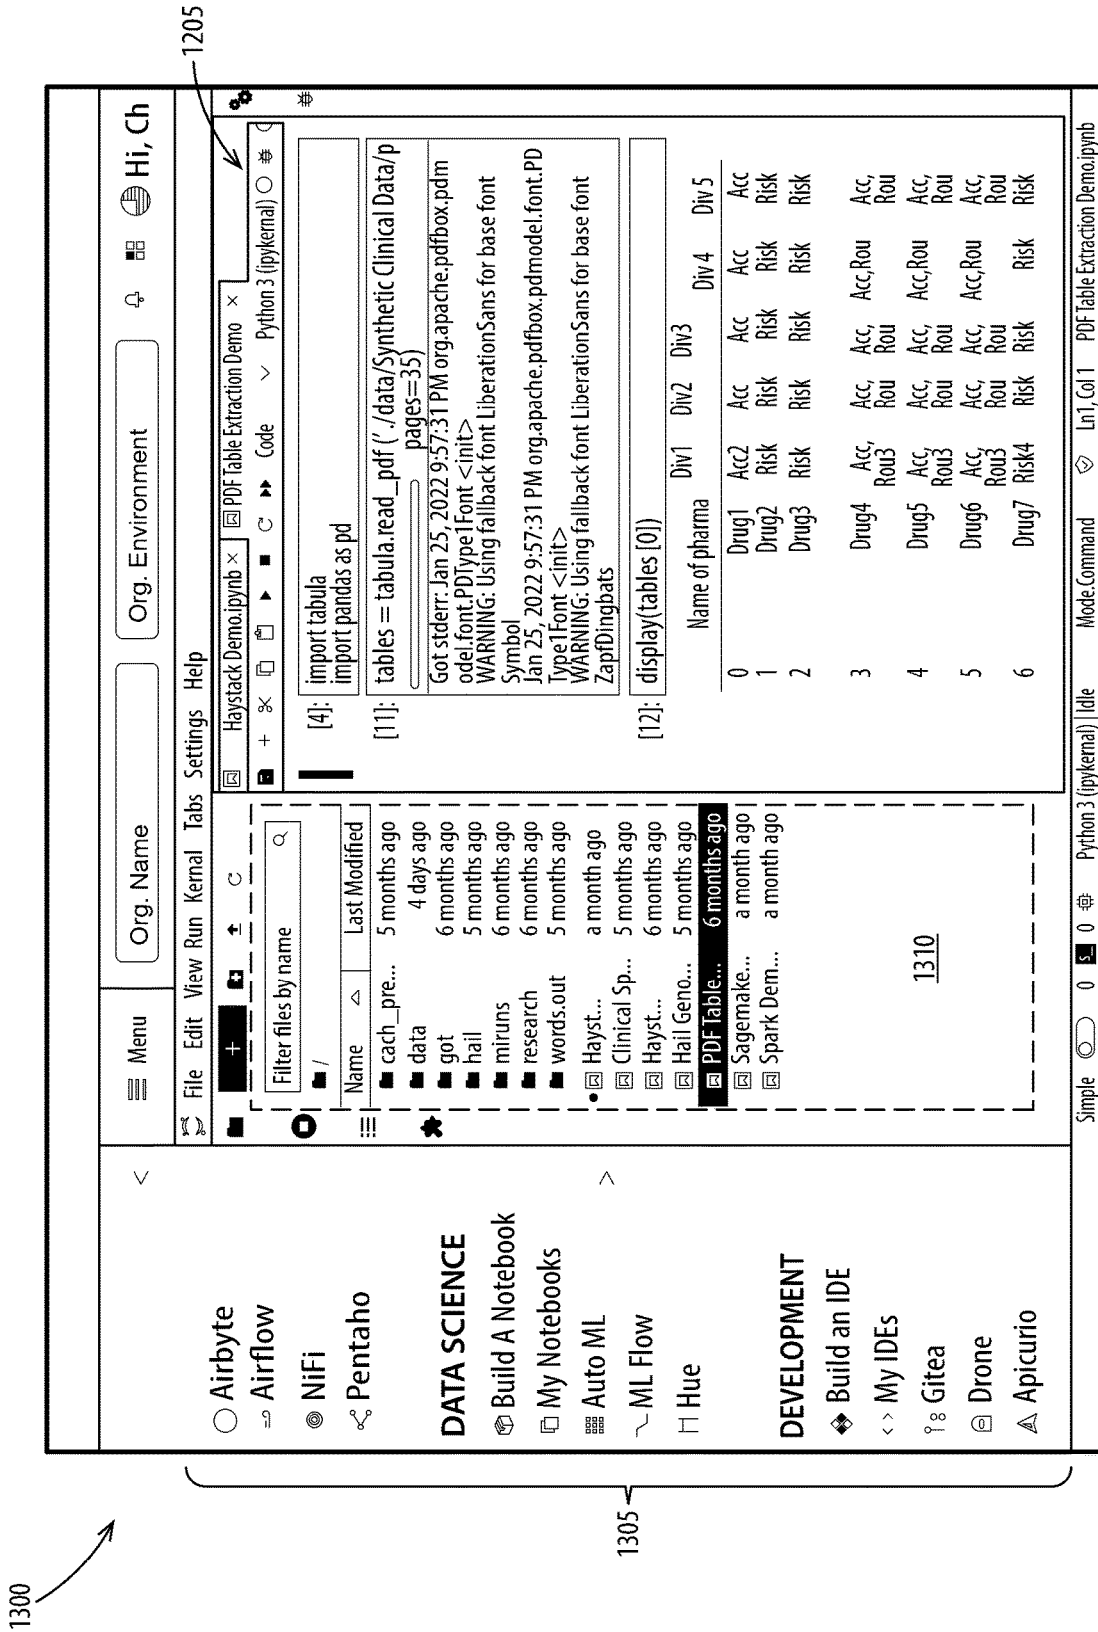 1300
1205
Menu
Org. Name
Org. Environment
Hi, Ch
File Edit View Run Kernal Tabs Settings Help
Airbyte
Airflow
NiFi
Pentaho
DATA SCIENCE
Build A Notebook
My Notebooks
Auto ML
ML Flow
Hue
DEVELOPMENT
Build an IDE
My IDEs
Gitea
Drone
Apicurio
1305
+
Filter files by name
/
Name Last Modified
cach_pre... 5 months ago
data 4 days ago
got 6 months ago
hail 5 months ago
miruns 6 months ago
research 6 months ago
words.out 5 months ago
Hayst... a month ago
Clinical Sp... 5 months ago
Hayst... 6 months ago
Hail Geno... 5 months ago
PDF Table... 6 months ago
Sagemake... a month ago
Spark Dem... a month ago
1310
Haystack Demo.ipynb × PDF Table Extraction Demo ×
+ Code Python 3 (ipykernal)
[4]: import tabula
import pandas as pd
[11]: tables = tabula.read_pdf ('./data/Synthetic Clinical Data/p
pages=35)
Got stderr: Jan 25, 2022 9:57:31 PM org.apache.pdfbox.pdm
odel.font.PDType1Font <init>
WARNING: Using fallback font LiberationSans for base font
Symbol
Jan 25, 2022 9:57:31 PM org.apache.pdfbox.pdmodel.font.PD
Type1Font <init>
WARNING: Using fallback font LiberationSans for base font
ZapfDingbats
[12]: display(tables [0])
Name of pharma Div1 Div2 Div3 Div 4 Div 5
0 Drug1 Acc2 Acc Acc Acc Acc
1 Drug2 Risk Risk Risk Risk Risk
2 Drug3 Risk Risk Risk Risk Risk
3 Drug4 Acc, Acc, Acc, Acc,Rou Acc,
Rou3 Rou Rou Rou
4 Drug5 Acc, Acc, Acc, Acc,Rou Acc,
Rou3 Rou Rou Rou
5 Drug6 Acc, Acc, Acc, Acc,Rou Acc,
Rou3 Rou Rou Rou
6 Drug7 Risk4 Risk Risk Risk Risk
Simple 0 s_ 0 Python 3 (ipykernal) | Idle Mode.Command Ln1, Col 1 PDF Table Extraction Demo.ipynb